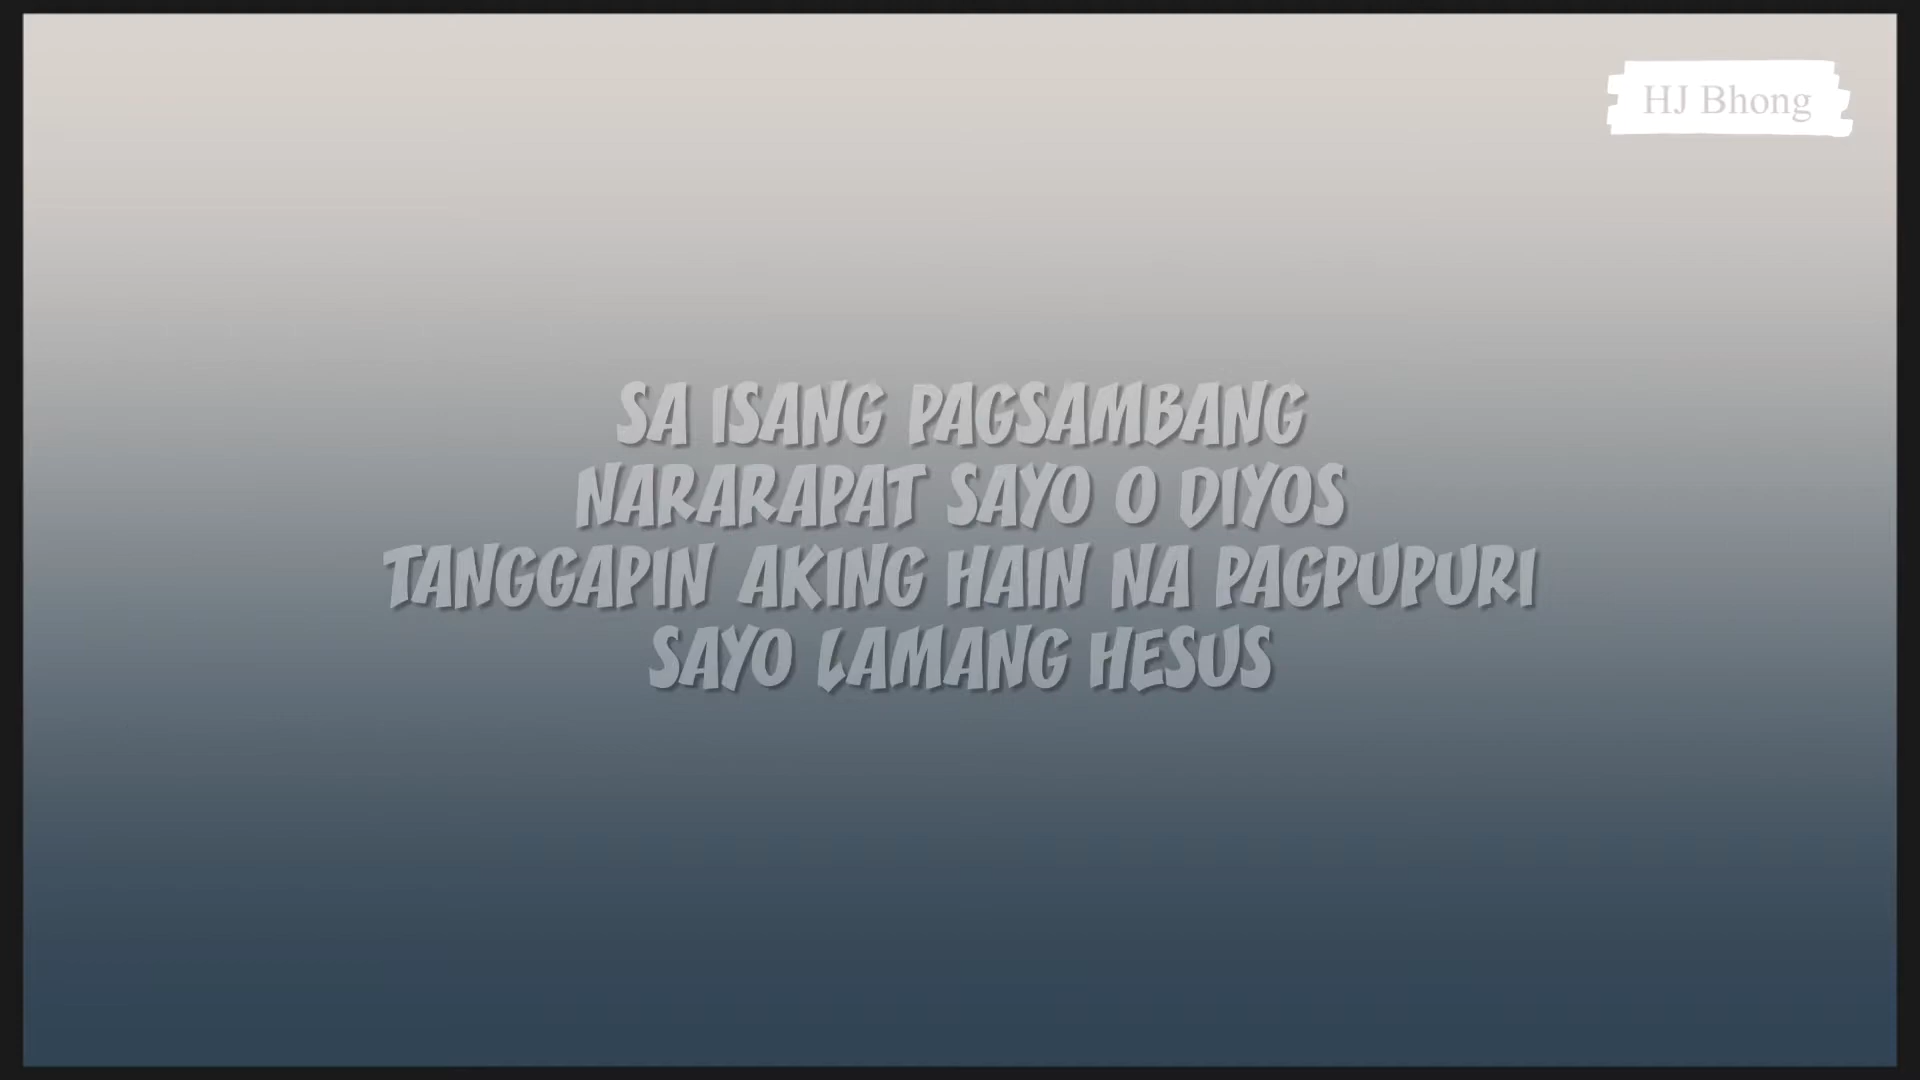 HJ Bhong
SA ISANG PAGSAMBANG
NARARAPAT SAYO O DIYOS
TANGGAPIN AKING HAIN NA PAGPUPURI
SAYO LAMANG HESUS